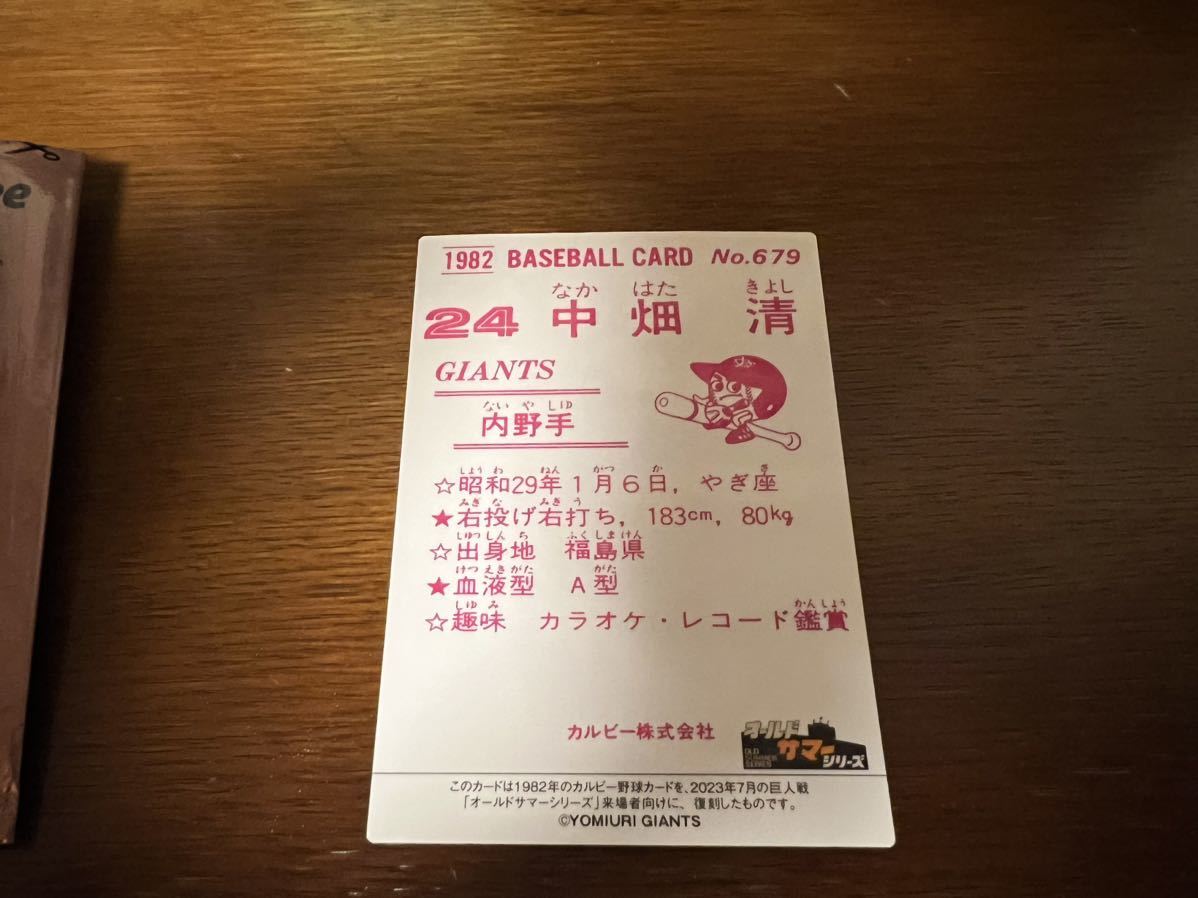 1982 BASEBALL CARD No.679
なか はた きよし
24 中畑 清
GIANTS
ない や しゆ
内野手
しょう わ ねん がつ か ざ
☆昭和29年1月6日, やぎ座
みぎ な みぎ う
★右投げ右打ち, 183cm, 80kg
しゆつ しん ち ふく しま けん
☆出身地 福島県
けつ えき がた がた
★血液型 A型
しゆ み かん しょう
☆趣味 カラオケ・レコード鑑賞
カルビー株式会社
オールド
サマー
シリーズ
OLD
SUMMER
SERIES
このカードは1982年のカルビー野球カードを、2023年7月の巨人戦
「オールドサマーシリーズ」来場者向けに、復刻したものです。
©YOMIURI GIANTS